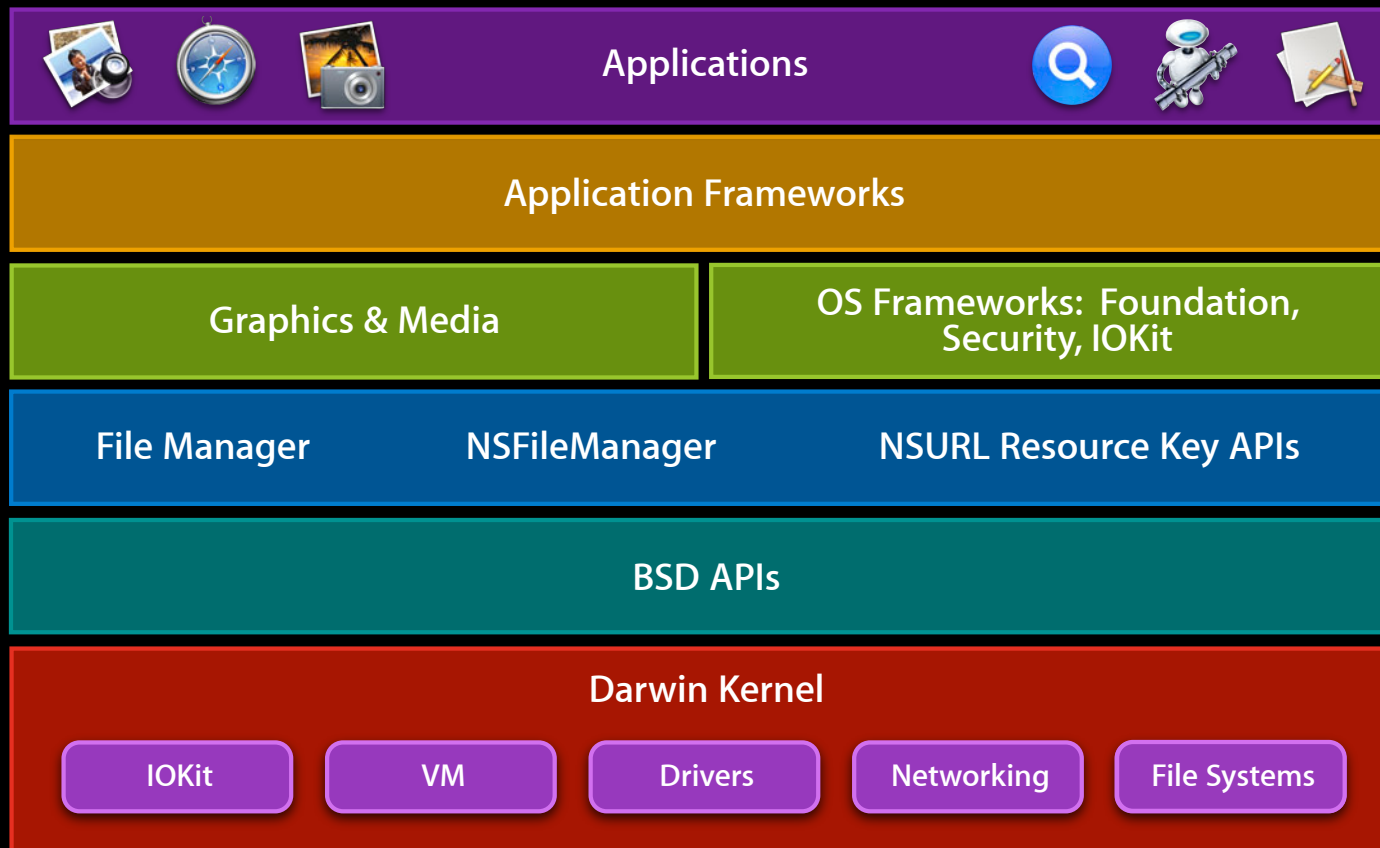 Applications
Application Frameworks
Graphics & Media
OS Frameworks: Foundation,
Security, IOKit
File Manager
NSFileManager
NSURL Resource Key APIs
BSD APIs
Darwin Kernel
IOKit
VM
Drivers
Networking
File Systems